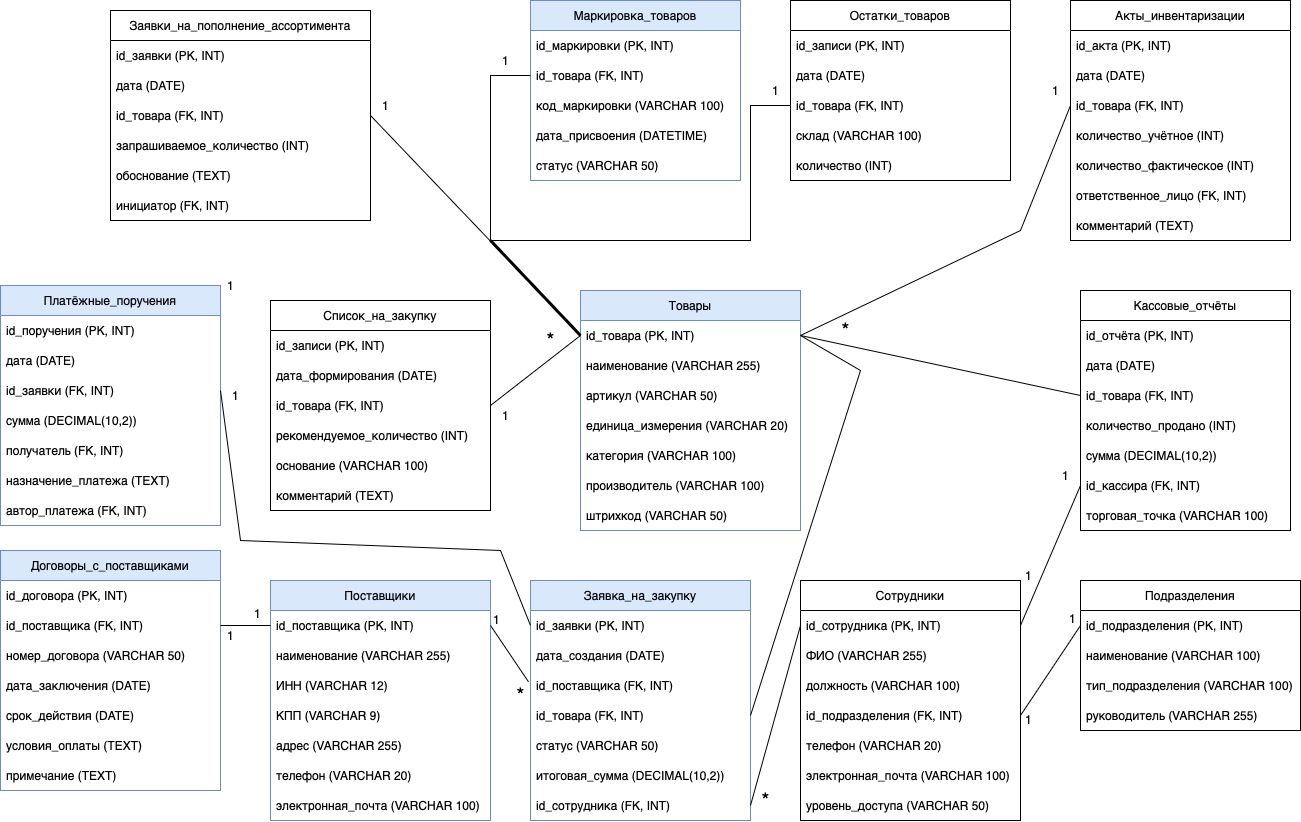 Заявки_на_пополнение_ассортимента
id_заявки (PK, INT)
дата (DATE)
id_товара (FK, INT)
запрашиваемое_количество (INT)
обоснование (TEXT)
инициатор (FK, INT)
1
Маркировка_товаров
id_маркировки (PK, INT)
id_товара (FK, INT)
код_маркировки (VARCHAR 100)
дата_присвоения (DATETIME)
статус (VARCHAR 50)
1
Остатки_товаров
id_записи (PK, INT)
дата (DATE)
id_товара (FK, INT)
склад (VARCHAR 100)
количество (INT)
1
Акты_инвентаризации
id_акта (PK, INT)
дата (DATE)
id_товара (FK, INT)
количество_учётное (INT)
количество_фактическое (INT)
ответственное_лицо (FK, INT)
комментарий (TEXT)
1
Платёжные_поручения
id_поручения (PK, INT)
дата (DATE)
id_заявки (FK, INT)
сумма (DECIMAL(10,2))
получатель (FK, INT)
назначение_платежа (TEXT)
автор_платежа (FK, INT)
1
1
Список_на_закупку
id_записи (PK, INT)
дата_формирования (DATE)
id_товара (FK, INT)
рекомендуемое_количество (INT)
основание (VARCHAR 100)
комментарий (TEXT)
*
1
Товары
id_товара (PK, INT)
наименование (VARCHAR 255)
артикул (VARCHAR 50)
единица_измерения (VARCHAR 20)
категория (VARCHAR 100)
производитель (VARCHAR 100)
штрихкод (VARCHAR 50)
*
Кассовые_отчёты
id_отчёта (PK, INT)
дата (DATE)
id_товара (FK, INT)
количество_продано (INT)
сумма (DECIMAL(10,2))
id_кассира (FK, INT)
торговая_точка (VARCHAR 100)
1
1
Договоры_с_поставщиками
id_договора (PK, INT)
id_поставщика (FK, INT)
номер_договора (VARCHAR 50)
дата_заключения (DATE)
срок_действия (DATE)
условия_оплаты (TEXT)
примечание (TEXT)
1
1
Поставщики
id_поставщика (PK, INT)
наименование (VARCHAR 255)
ИНН (VARCHAR 12)
КПП (VARCHAR 9)
адрес (VARCHAR 255)
телефон (VARCHAR 20)
электронная_почта (VARCHAR 100)
1
*
Заявка_на_закупку
id_заявки (PK, INT)
дата_создания (DATE)
id_поставщика (FK, INT)
id_товара (FK, INT)
статус (VARCHAR 50)
итоговая_сумма (DECIMAL(10,2))
id_сотрудника (FK, INT)
*
Сотрудники
id_сотрудника (PK, INT)
ФИО (VARCHAR 255)
должность (VARCHAR 100)
id_подразделения (FK, INT)
телефон (VARCHAR 20)
электронная_почта (VARCHAR 100)
уровень_доступа (VARCHAR 50)
1
1
Подразделения
id_подразделения (PK, INT)
наименование (VARCHAR 100)
тип_подразделения (VARCHAR 100)
руководитель (VARCHAR 255)